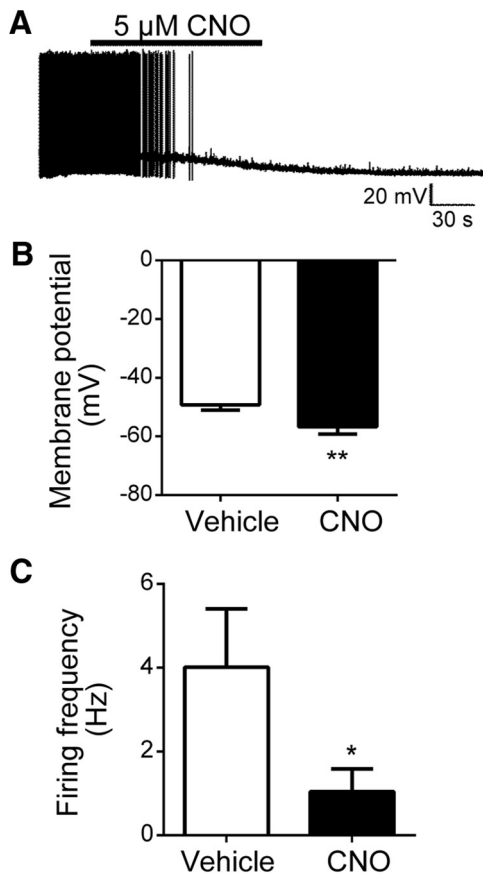 A
5 µM CNO
20 mV
30 s
B
Membrane potential
(mV)
0
-20
-40
-60
-80
**
Vehicle
CNO
C
Firing frequency
(Hz)
6
4
2
0
*
Vehicle
CNO